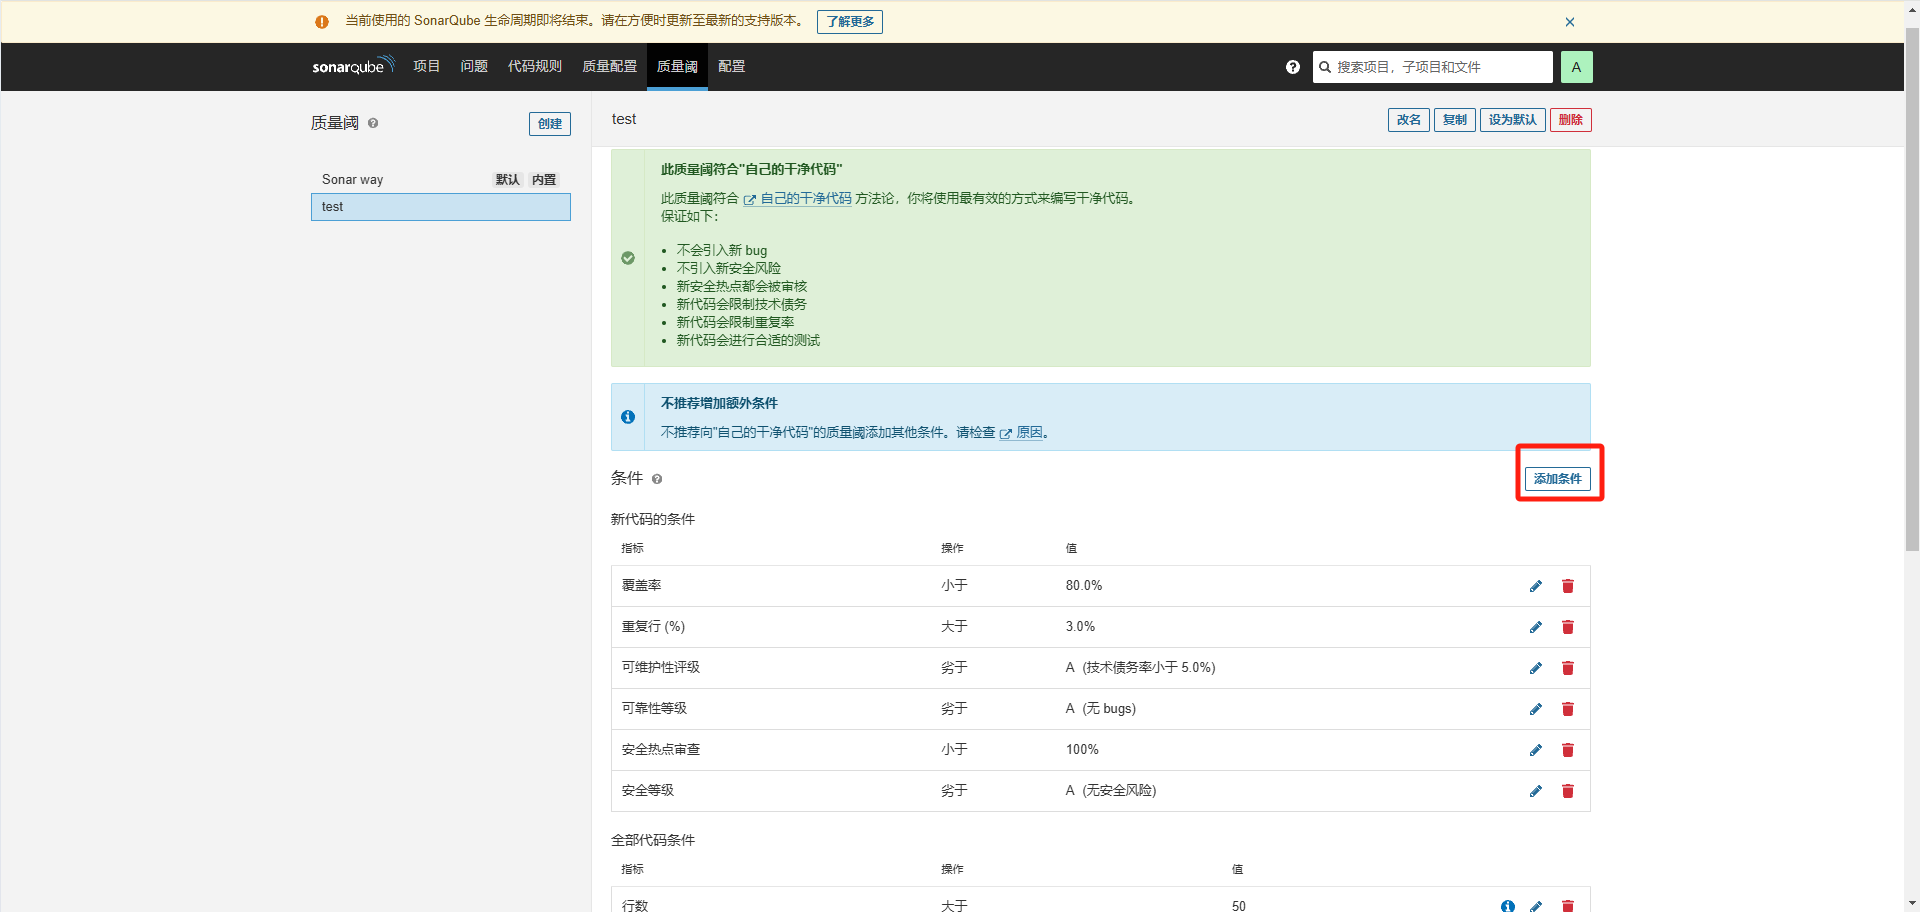 当前使用的 SonarQube 生命周期即将结束。请在方便时更新至最新的支持版本。 了解更多
sonarqube 项目 问题 代码规则 质量配置 质量阈 配置 搜索项目，子项目和文件 A
质量阈 创建
test 改名 复制 设为默认 删除
Sonar way 默认 内置
test
此质量阈符合"自己的干净代码"
此质量阈符合 自己的干净代码 方法论，你将使用最有效的方式来编写干净代码。
保证如下：
不会引入新 bug
不引入新安全风险
新安全热点都会被审核
新代码会限制技术债务
新代码会限制重复率
新代码会进行合适的测试
不推荐增加额外条件
不推荐向"自己的干净代码"的质量阈添加其他条件。请检查 原因。
条件 添加条件
新代码的条件
指标 操作 值
覆盖率 小于 80.0%
重复行 (%) 大于 3.0%
可维护性评级 劣于 A (技术债务率小于 5.0%)
可靠性等级 劣于 A (无 bugs)
安全热点审查 小于 100%
安全等级 劣于 A (无安全风险)
全部代码条件
指标 操作 值
行数 大于 50